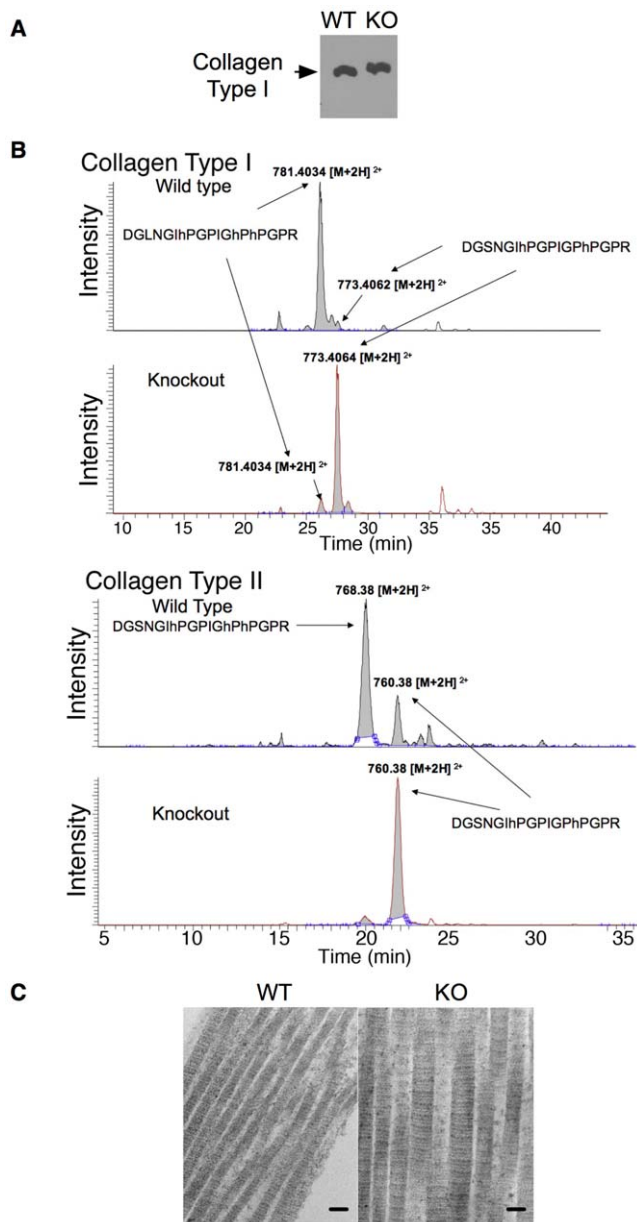 A
WT KO
Collagen
Type I
B
Collagen Type I
781.4034 [M+2H] 2+
Wild type
Intensity
DGLNGIhPGPIGhPhPGPR
DGSNGIhPGPIGPhPGPR
773.4062 [M+2H] 2+
773.4064 [M+2H] 2+
Knockout
Intensity
781.4034 [M+2H] 2+
10 15 20 25 30 35 40
Time (min)
Collagen Type II
768.38 [M+2H] 2+
Wild Type
DGSNGIhPGPIGhPhPGPR
Intensity
760.38 [M+2H] 2+
760.38 [M+2H] 2+
Knockout
Intensity
DGSNGIhPGPIGPhPGPR
5 10 15 20 25 30 35
Time (min)
C
WT KO